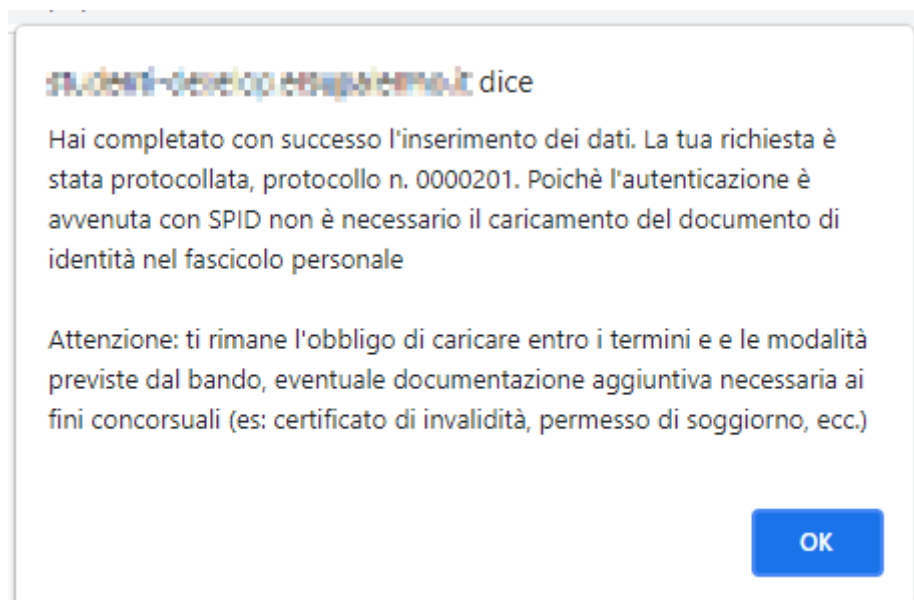 dice
Hai completato con successo l'inserimento dei dati. La tua richiesta è
stata protocollata, protocollo n. 0000201. Poichè l'autenticazione è
avvenuta con SPID non è necessario il caricamento del documento di
identità nel fascicolo personale
Attenzione: ti rimane l'obbligo di caricare entro i termini e e le modalità
previste dal bando, eventuale documentazione aggiuntiva necessaria ai
fini concorsuali (es: certificato di invalidità, permesso di soggiorno, ecc.)
OK